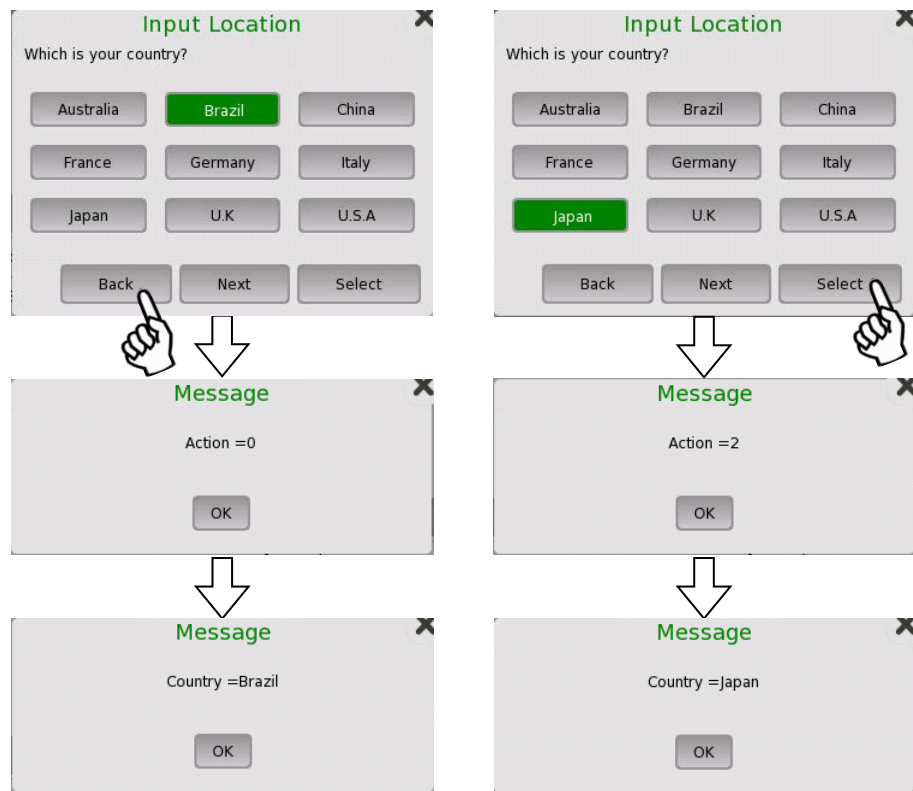 Input Location
Which is your country?
Australia Brazil China
France Germany Italy
Japan U.K U.S.A
Back Next Select
Message
Action =0
OK
Message
Country =Brazil
OK
Input Location
Which is your country?
Australia Brazil China
France Germany Italy
Japan U.K U.S.A
Back Next Select
Message
Action =2
OK
Message
Country =Japan
OK